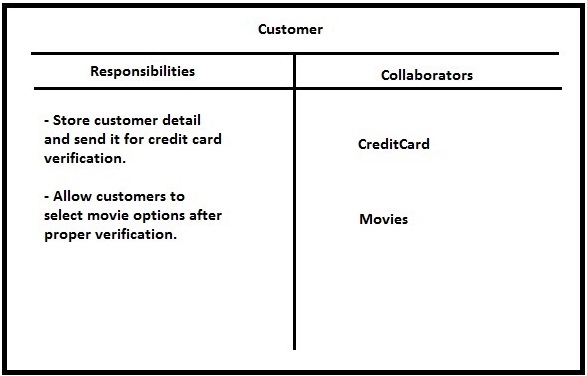 Customer
Responsibilities
Collaborators
- Store customer detail
and send it for credit card
verification.
CreditCard
- Allow customers to
select movie options after
proper verification.
Movies